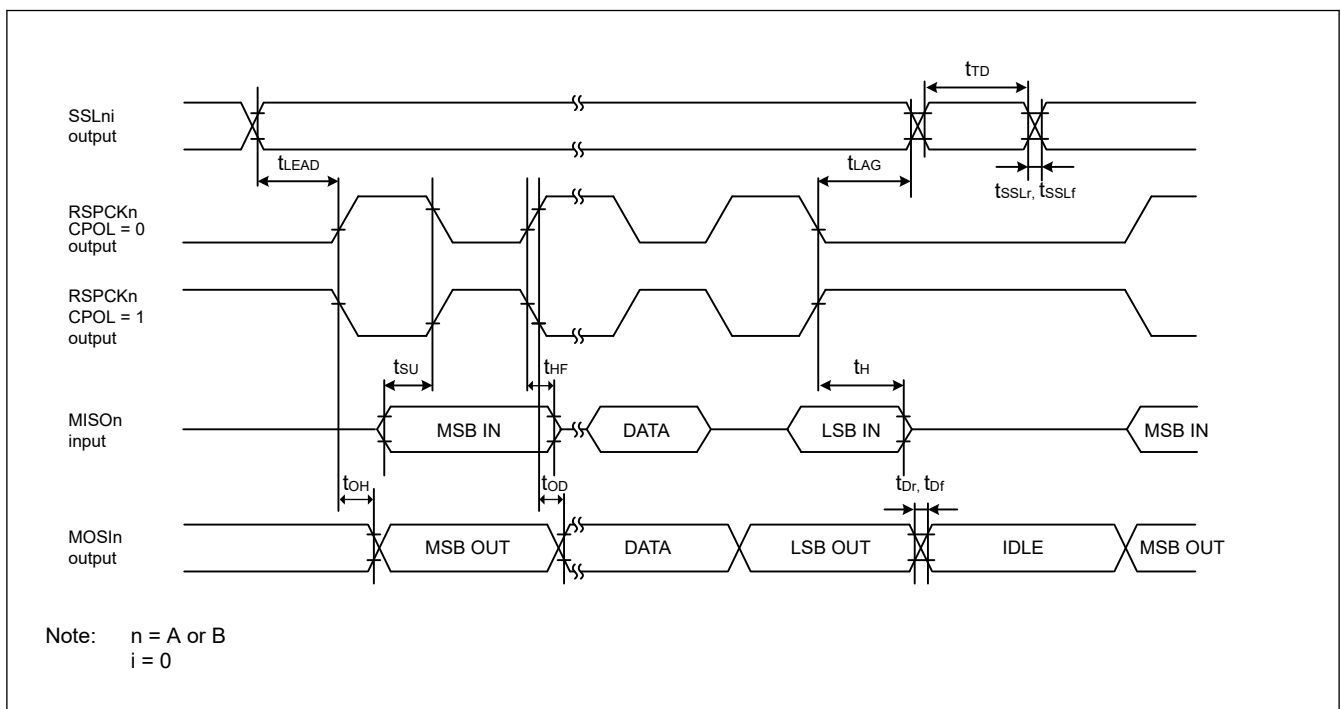 tTD
SSLni
output
tLEAD
tLAG
tSSLr, tSSLf
RSPCKn
CPOL = 0
output
RSPCKn
CPOL = 1
output
tSU
tHF
tH
MISOn
input
MSB IN
DATA
LSB IN
MSB IN
tOH
tOD
tDr, tDf
MOSIn
output
MSB OUT
DATA
LSB OUT
IDLE
MSB OUT
Note: n = A or B
i = 0